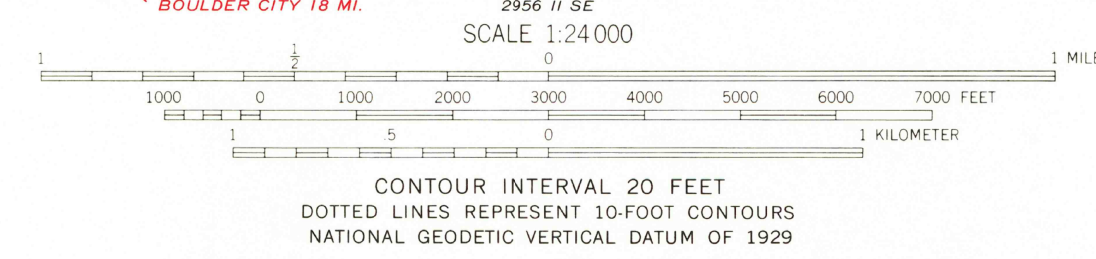 BOULDER CITY 18 MI.
2956 II SE
SCALE 1:24 000
1 1/2 0 1 MILE
1000 0 1000 2000 3000 4000 5000 6000 7000 FEET
1 .5 0 1 KILOMETER
CONTOUR INTERVAL 20 FEET
DOTTED LINES REPRESENT 10-FOOT CONTOURS
NATIONAL GEODETIC VERTICAL DATUM OF 1929